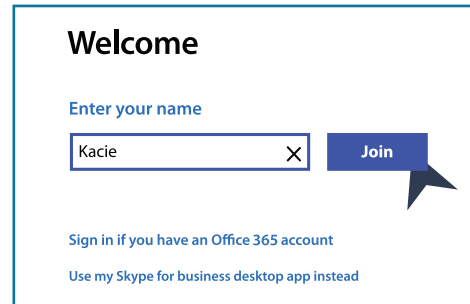 Welcome
Enter your name
Kacie
Join
Sign in if you have an Office 365 account
Use my Skype for business desktop app instead